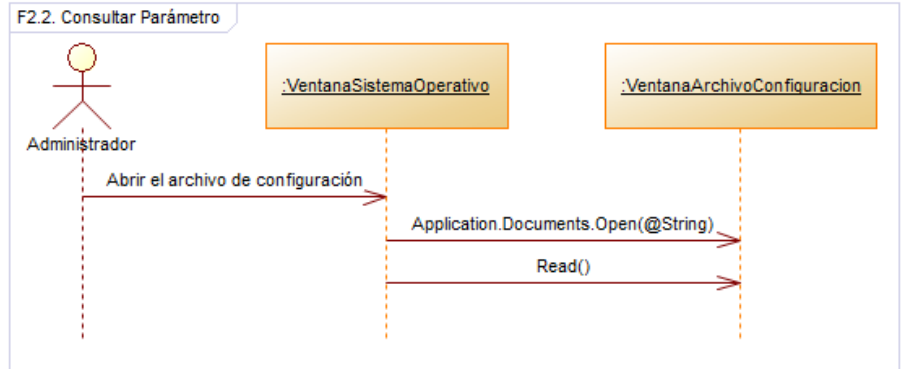 F2.2. Consultar Parámetro
:VentanaSistemaOperativo
:VentanaArchivoConfiguracion
Administrador
Abrir el archivo de configuración
Application.Documents.Open(@String)
Read()